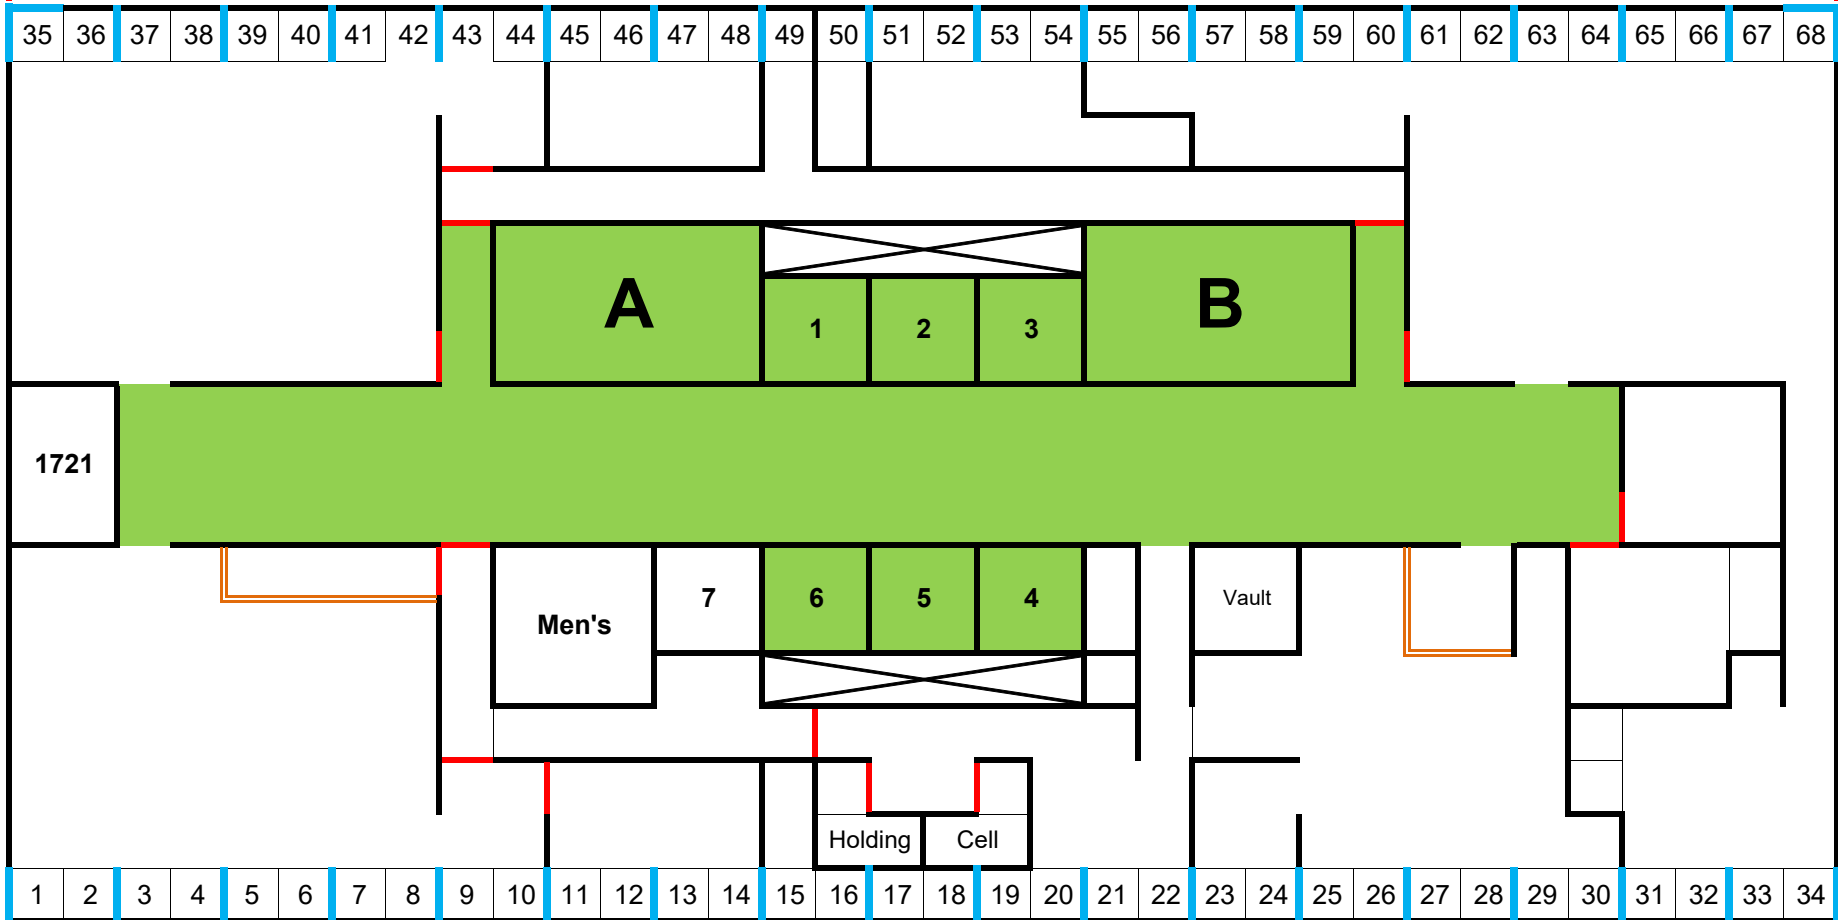 35 36 37 38 39 40 41 42 43 44 45 46 47 48 49 50 51 52 53 54 55 56 57 58 59 60 61 62 63 64 65 66 67 68
A B
1 2 3
1721
7 6 5 4 Vault
Men's
Holding Cell
1 2 3 4 5 6 7 8 9 10 11 12 13 14 15 16 17 18 19 20 21 22 23 24 25 26 27 28 29 30 31 32 33 34